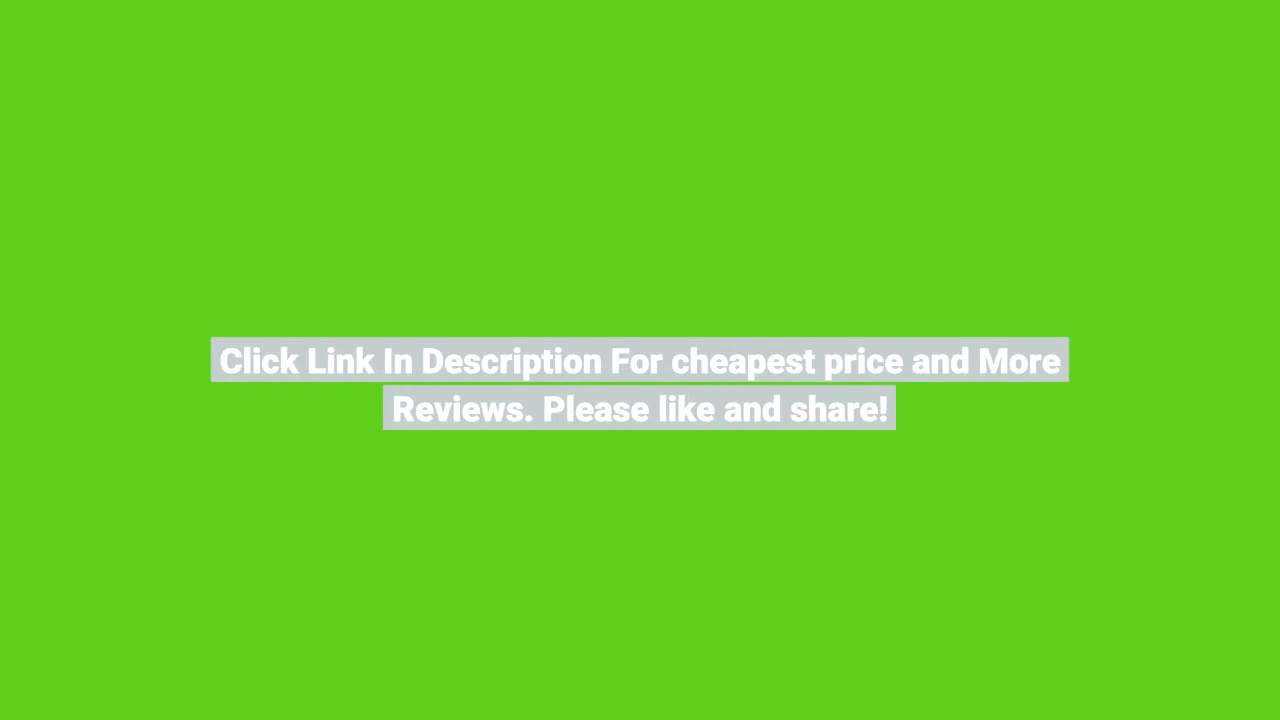 Click Link In Description For cheapest price and More
Reviews. Please like and share!